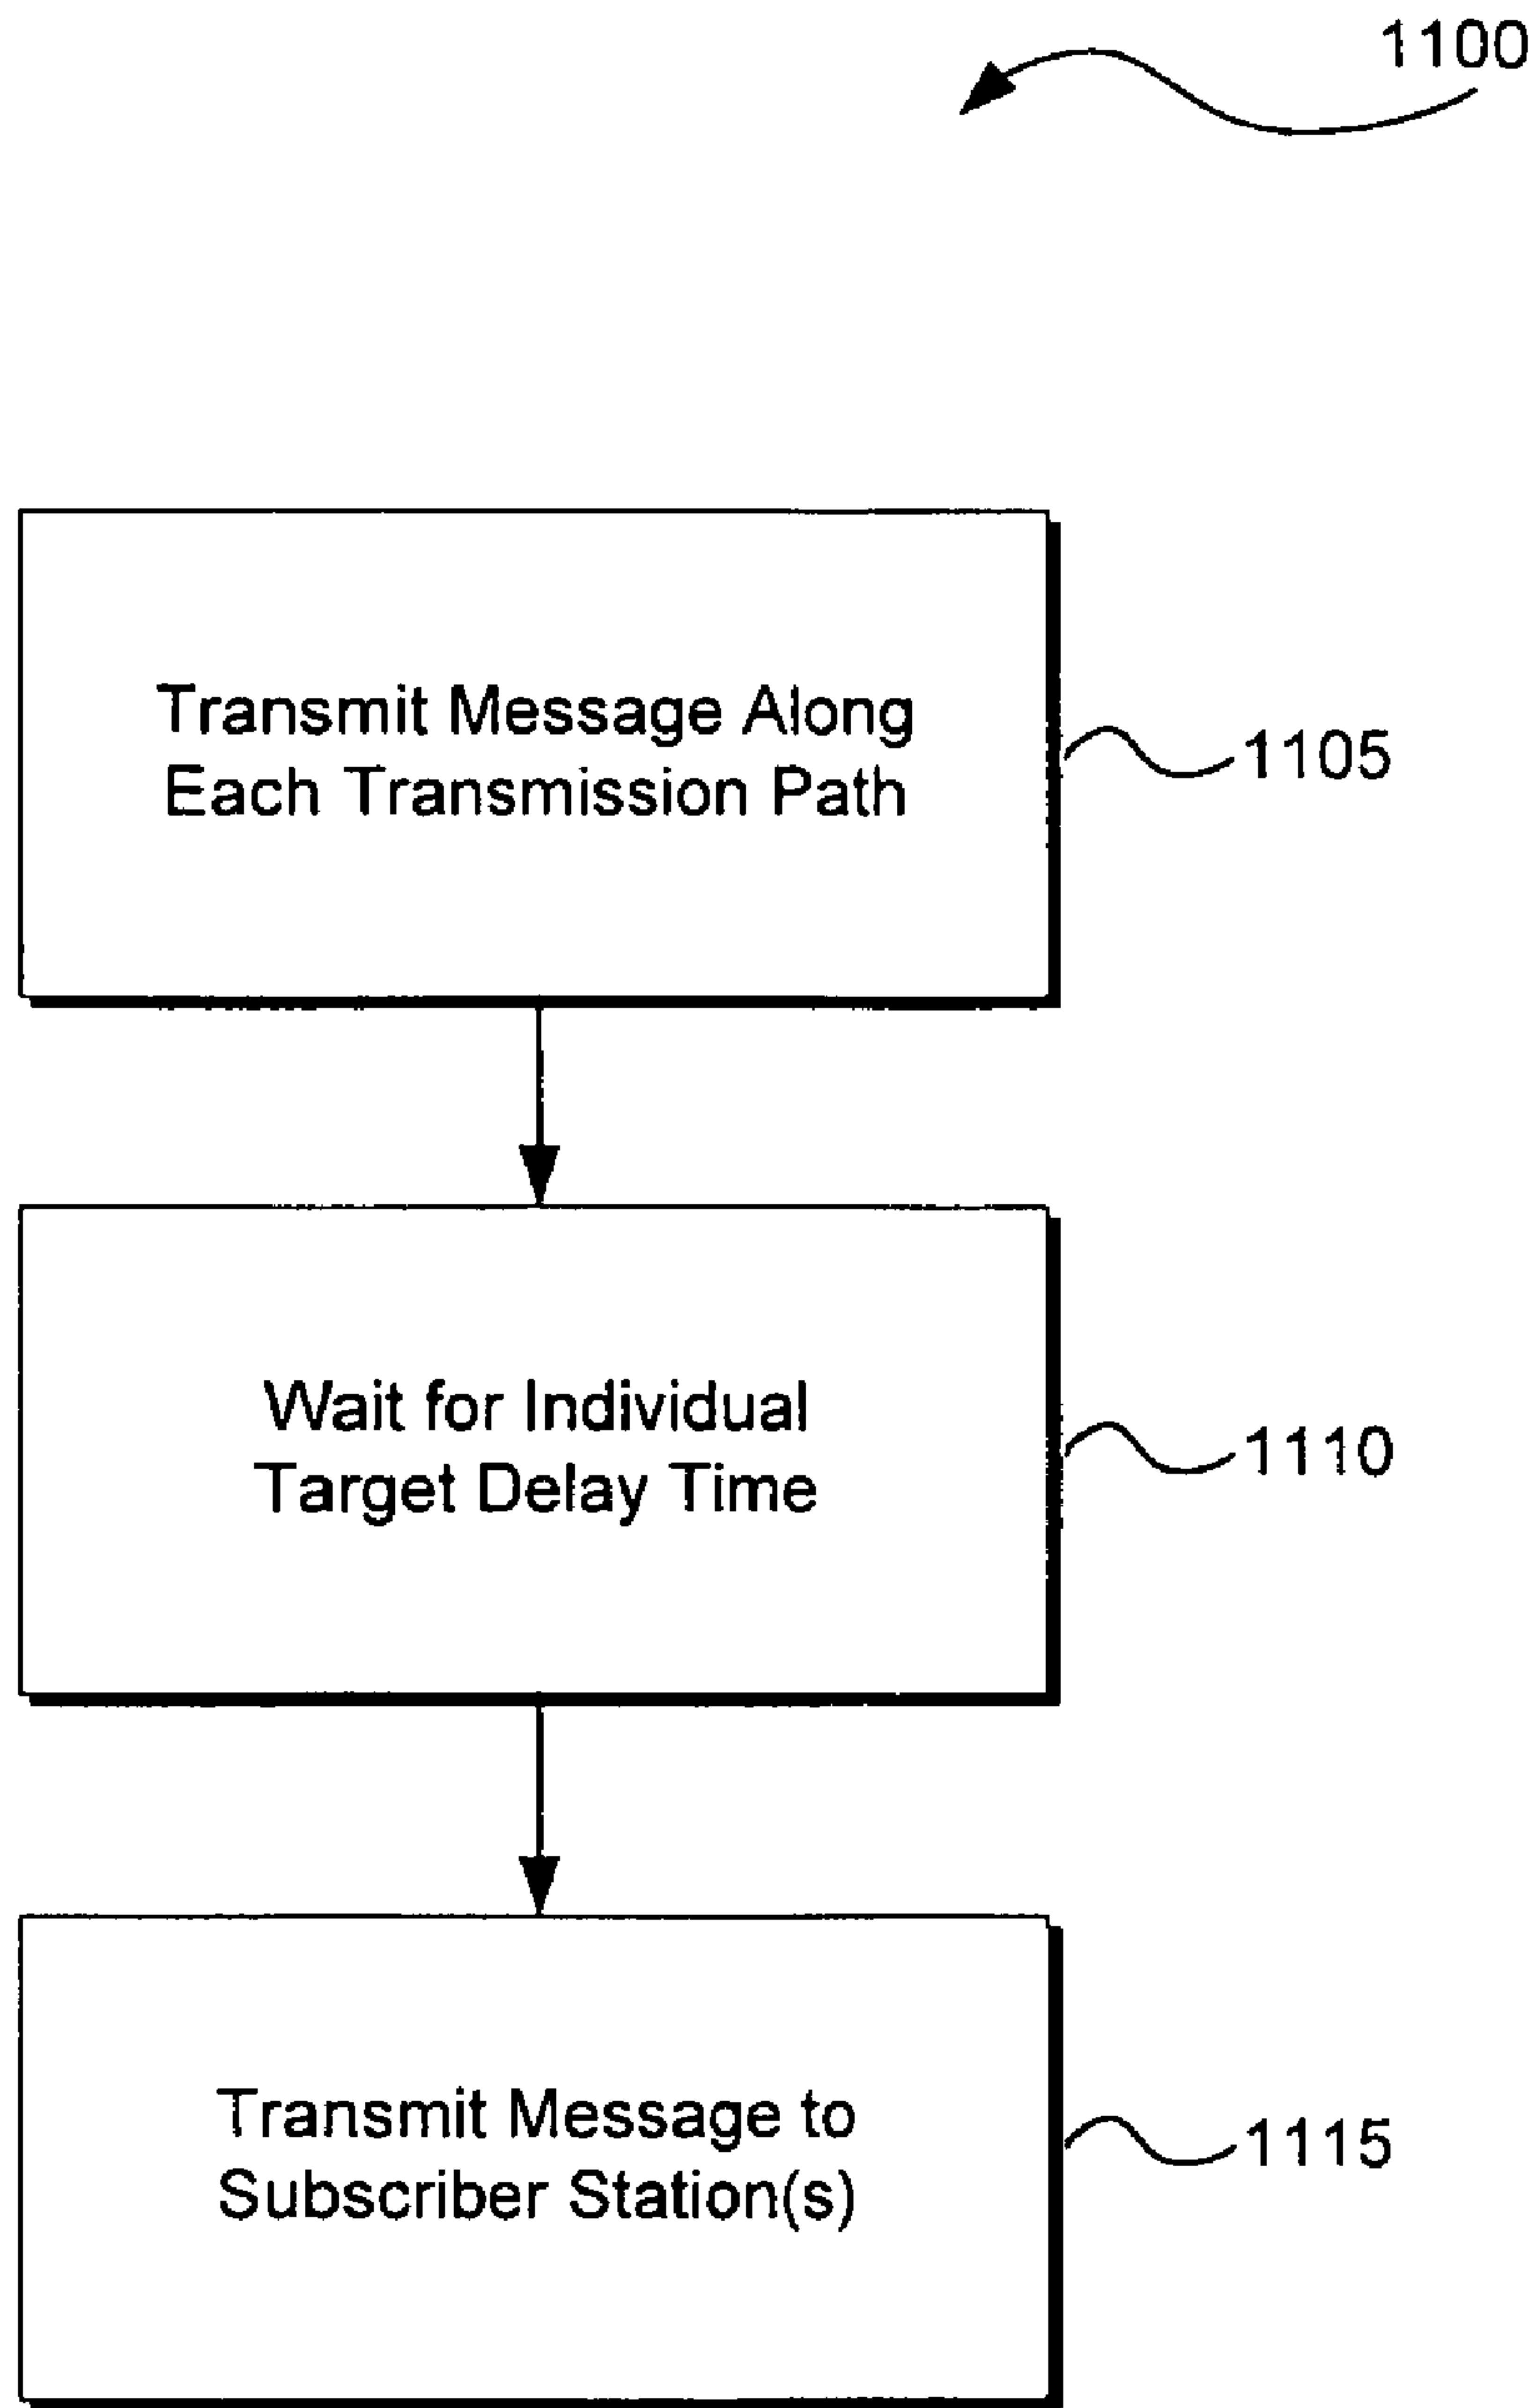 1100
Transmit Message Along
Each Transmission Path
1105
Wait for Individual
Target Delay Time
1110
Transmit Message to
Subscriber Station(s)
1115